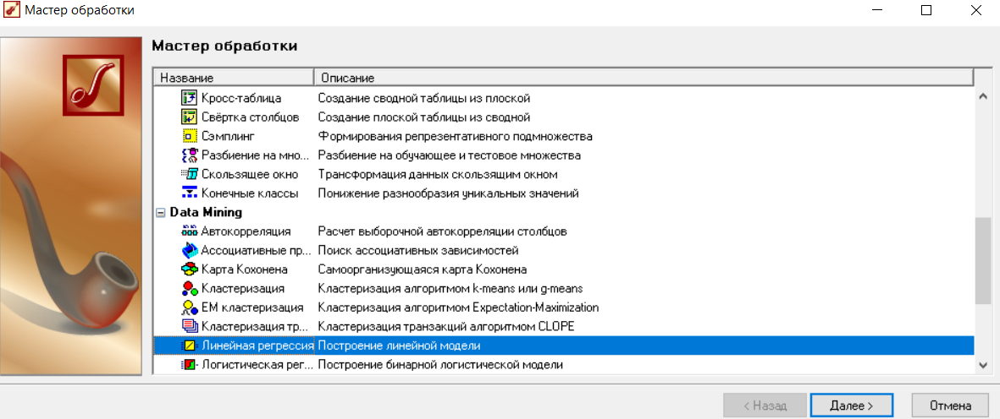 Мастер обработки
Мастер обработки
Название Описание
Кросс-таблица Создание сводной таблицы из плоской
Свёртка столбцов Создание плоской таблицы из сводной
Сэмплинг Формирования репрезентативного подмножества
Разбиение на мно... Разбиение на обучающее и тестовое множества
Скользящее окно Трансформация данных скользящим окном
Конечные классы Понижение разнообразия уникальных значений
Data Mining
Автокорреляция Расчет выборочной автокорреляции столбцов
Ассоциативные пр... Поиск ассоциативных зависимостей
Карта Кохонена Самоорганизующаяся карта Кохонена
Кластеризация Кластеризация алгоритмом k-means или g-means
EM кластеризация Кластеризация алгоритмом Expectation-Maximization
Кластеризация тр... Кластеризация транзакций алгоритмом CLOPE
Линейная регрессия Построение линейной модели
Логистическая рег... Построение бинарной логистической модели
< Назад Далее > Отмена